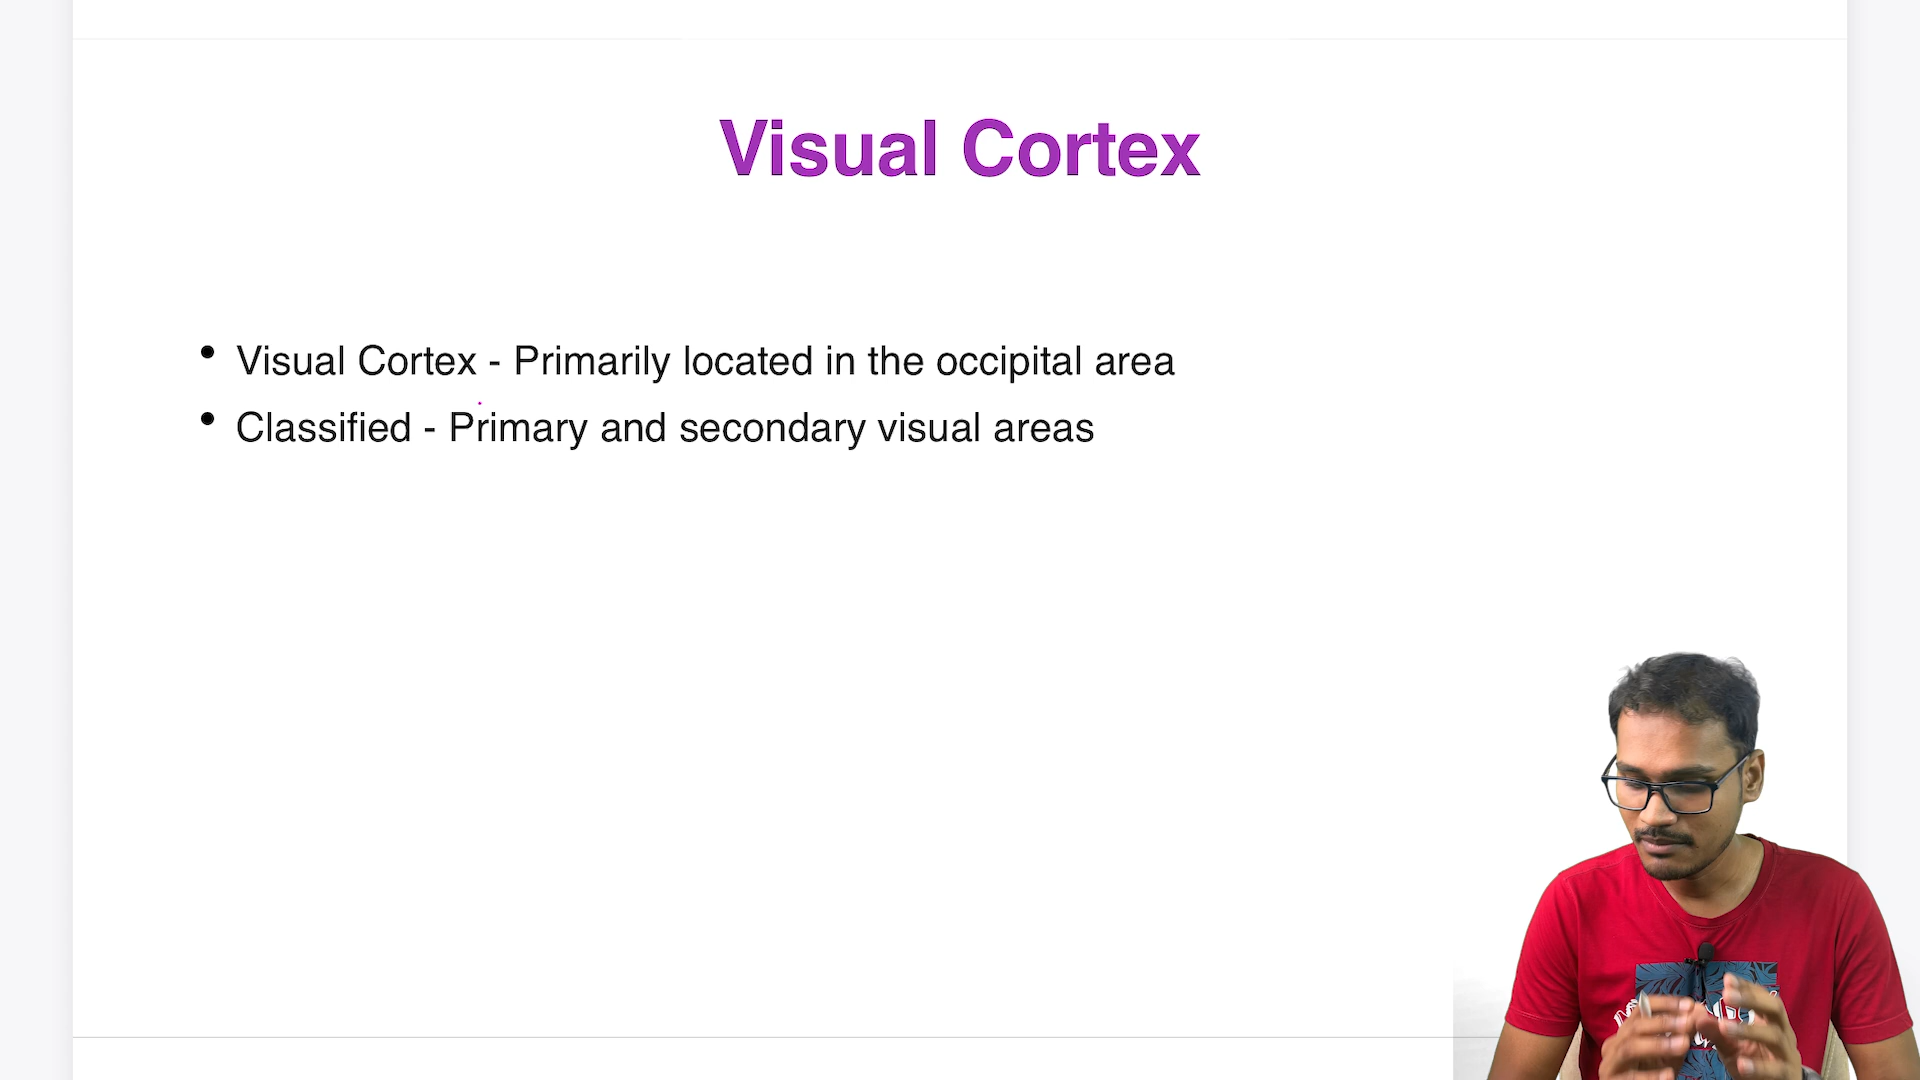 Visual Cortex
• Visual Cortex - Primarily located in the occipital area
• Classified - Primary and secondary visual areas